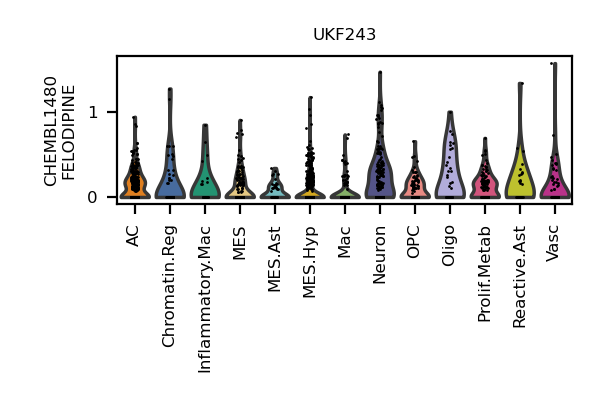 UKF243
CHEMBL1480
FELODIPINE
1
0
AC
Chromatin.Reg
Inflammatory.Mac
MES
MES.Ast
MES.Hyp
Mac
Neuron
OPC
Oligo
Prolif.Metab
Reactive.Ast
Vasc